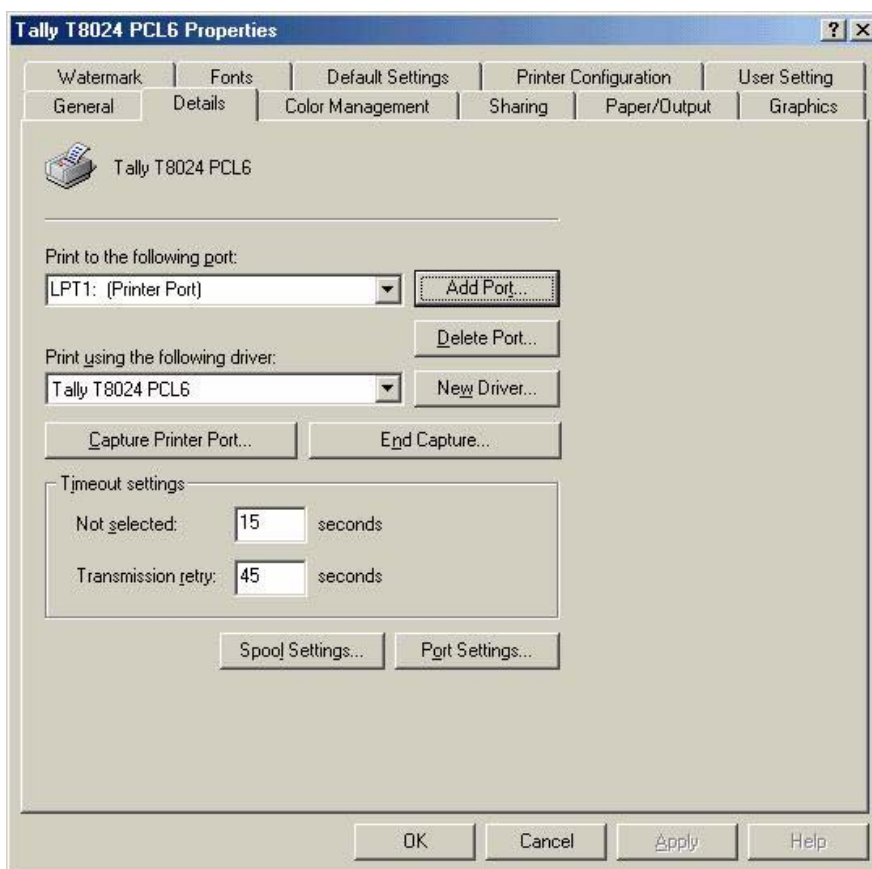 Tally T8024 PCL6 Properties
Watermark Fonts Default Settings Printer Configuration User Setting
General Details Color Management Sharing Paper/Output Graphics
Tally T8024 PCL6
Print to the following port:
LPT1: (Printer Port) Add Port...
Delete Port...
Print using the following driver:
Tally T8024 PCL6 New Driver...
Capture Printer Port... End Capture...
Timeout settings
Not selected: 15 seconds
Transmission retry: 45 seconds
Spool Settings... Port Settings...
OK Cancel Apply Help